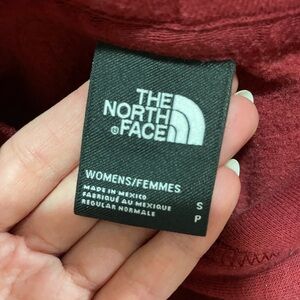 THE
NORTH
®FACE
WOMENS/FEMMES
MADE IN MEXICO
FABRIQUÉ AU MEXIQUE
REGULAR NORMALE
S
P